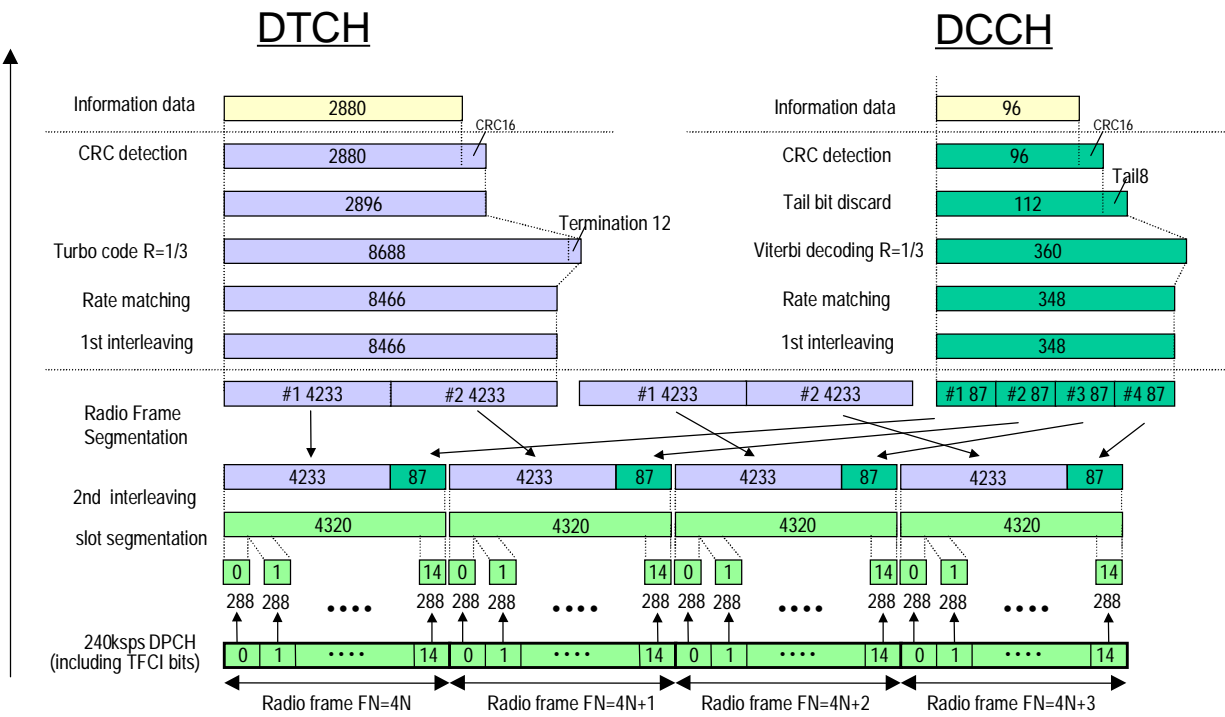 DTCH DCCH
Information data 2880 Information data 96
CRC16 CRC16
CRC detection 2880 CRC detection 96
Tail8
2896 Tail bit discard 112
Termination 12
Turbo code R=1/3 8688 Viterbi decoding R=1/3 360
Rate matching 8466 Rate matching 348
1st interleaving 8466 1st interleaving 348
#1 4233 #2 4233 #1 4233 #2 4233 #1 87 #2 87 #3 87 #4 87
Radio Frame
Segmentation
4233 87 4233 87 4233 87 4233 87
2nd interleaving
4320 4320 4320 4320
slot segmentation
0 1 14 0 1 14 0 1 14 0 1 14
288 288 •••• 288 288 288 •••• 288 288 288 •••• 288 288 288 •••• 288
240ksps DPCH
(including TFCI bits)
0 1 •••• 14 0 1 •••• 14 0 1 •••• 14 0 1 •••• 14
Radio frame FN=4N Radio frame FN=4N+1 Radio frame FN=4N+2 Radio frame FN=4N+3